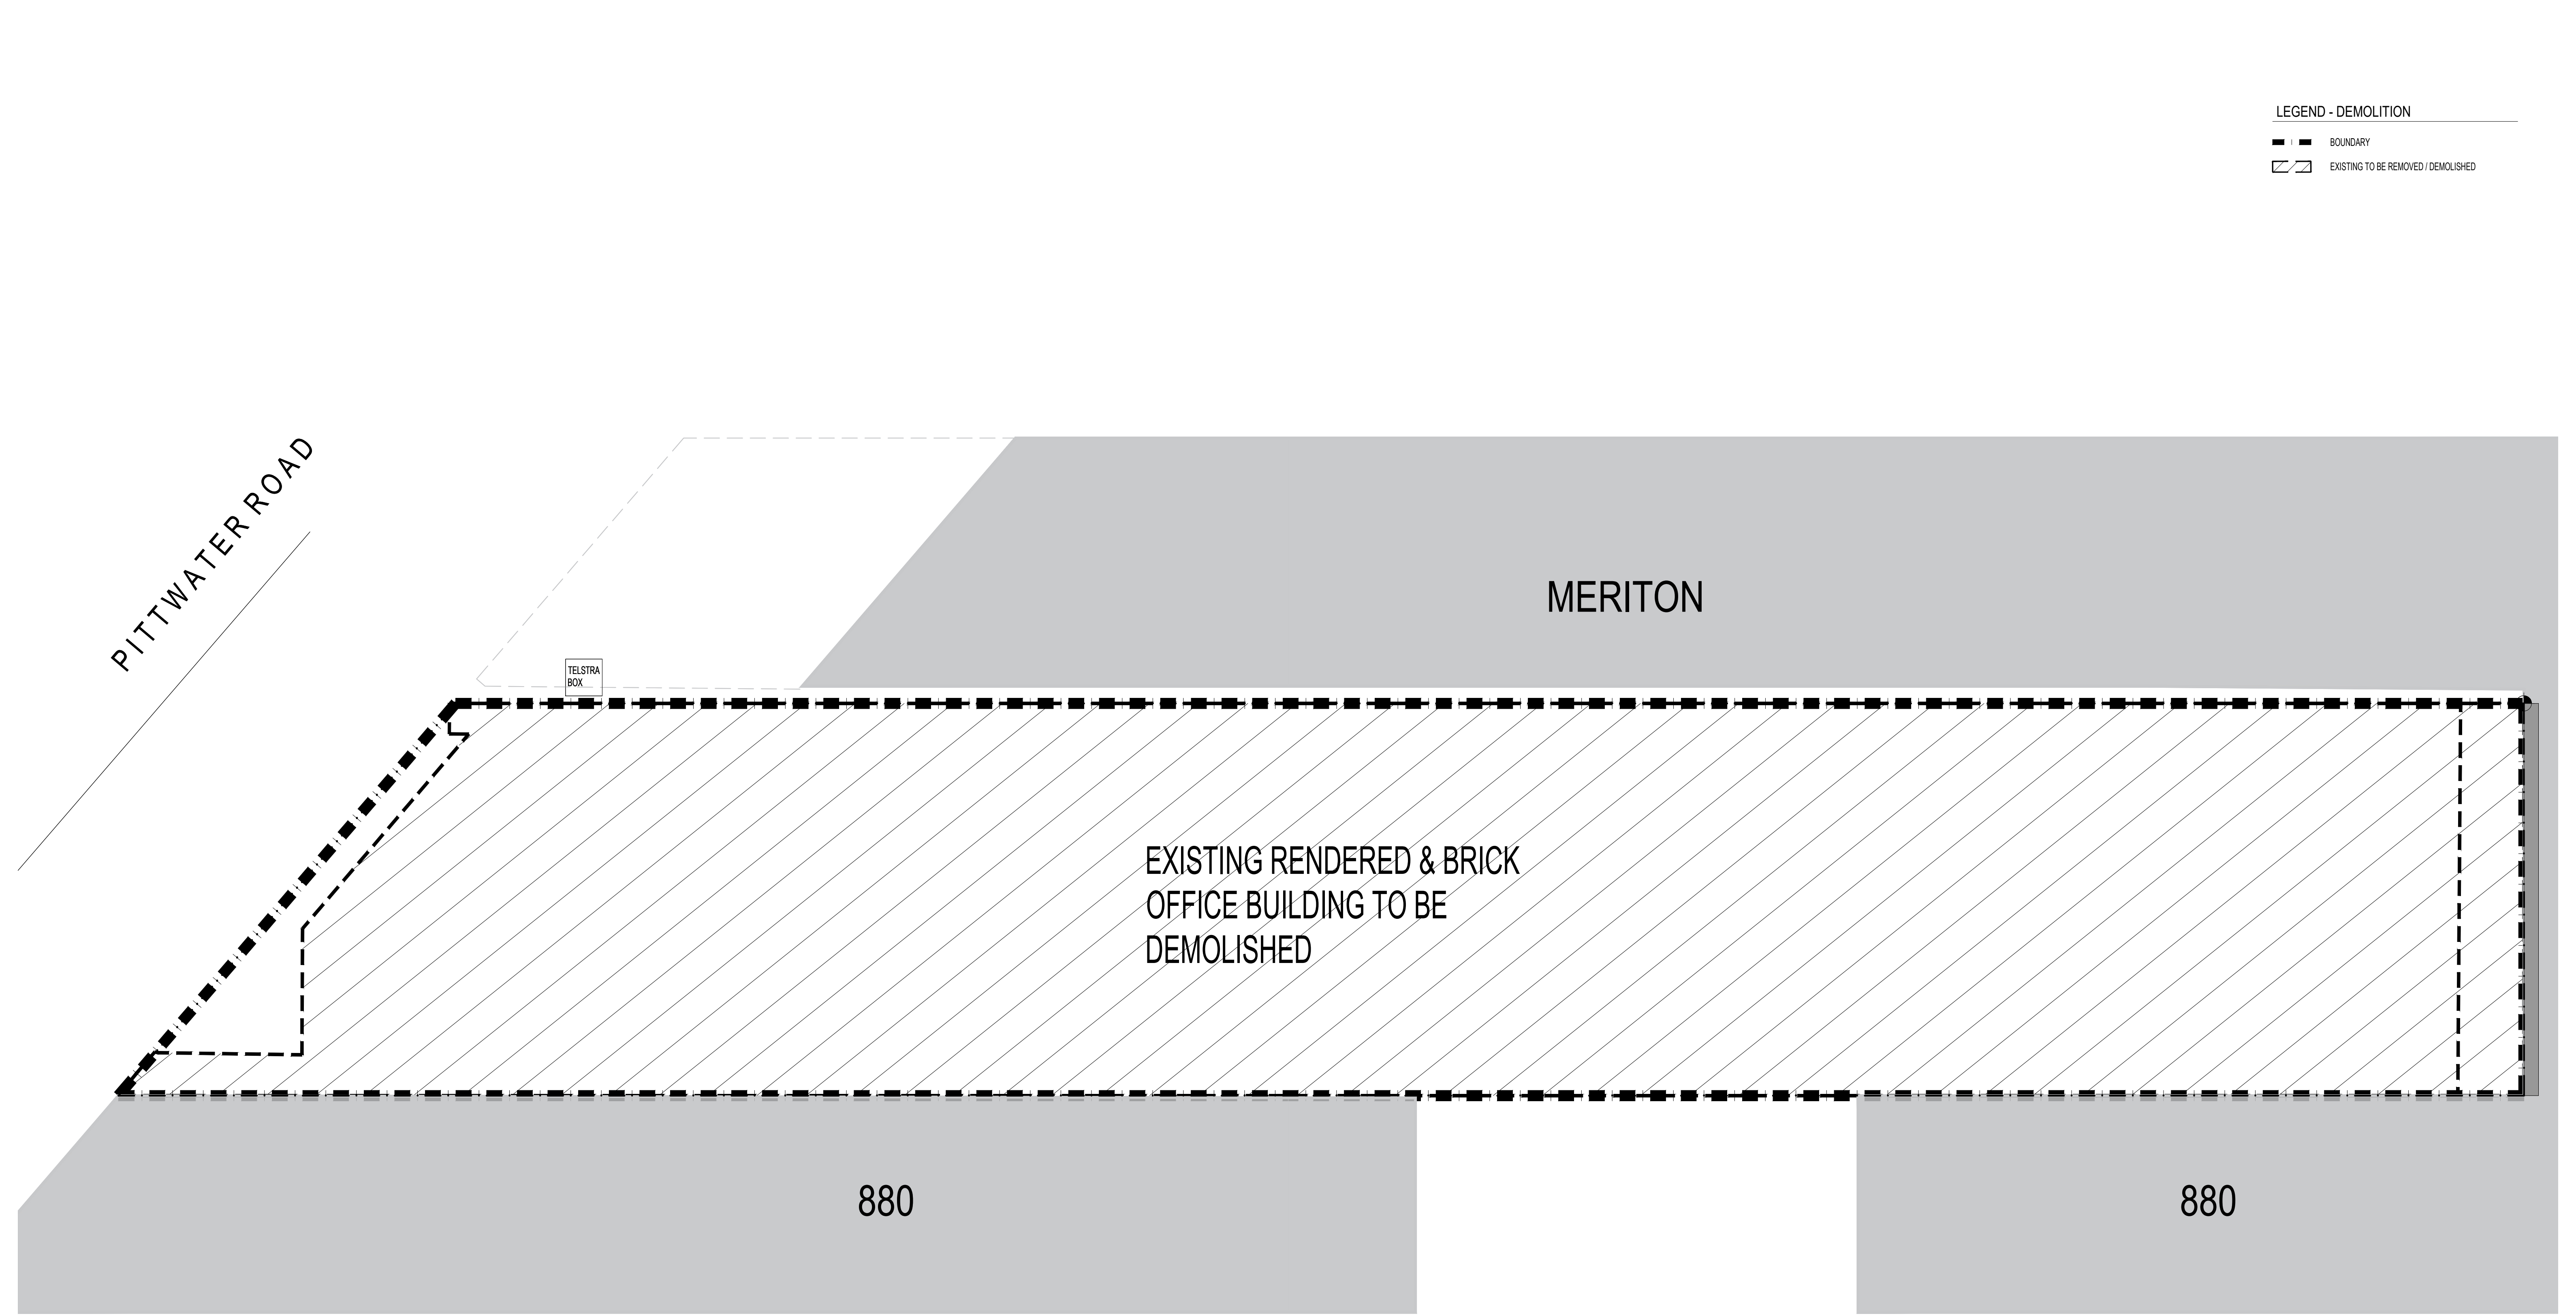 LEGEND - DEMOLITION
BOUNDARY
EXISTING TO BE REMOVED / DEMOLISHED
PITTWATER ROAD
MERITON
TELSTRA
BOX
EXISTING RENDERED & BRICK
OFFICE BUILDING TO BE
DEMOLISHED
880
880